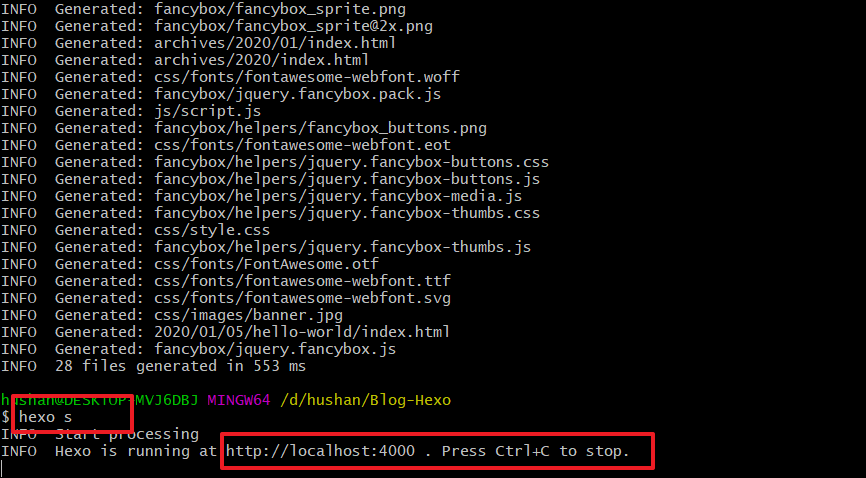 INFO  Generated: fancybox/fancybox_sprite.png
INFO  Generated: fancybox/fancybox_sprite@2x.png
INFO  Generated: archives/2020/01/index.html
INFO  Generated: archives/2020/index.html
INFO  Generated: css/fonts/fontawesome-webfont.woff
INFO  Generated: fancybox/jquery.fancybox.pack.js
INFO  Generated: js/script.js
INFO  Generated: fancybox/helpers/fancybox_buttons.png
INFO  Generated: css/fonts/fontawesome-webfont.eot
INFO  Generated: fancybox/helpers/jquery.fancybox-buttons.css
INFO  Generated: fancybox/helpers/jquery.fancybox-buttons.js
INFO  Generated: fancybox/helpers/jquery.fancybox-media.js
INFO  Generated: fancybox/helpers/jquery.fancybox-thumbs.css
INFO  Generated: css/style.css
INFO  Generated: fancybox/helpers/jquery.fancybox-thumbs.js
INFO  Generated: css/fonts/FontAwesome.otf
INFO  Generated: css/fonts/fontawesome-webfont.ttf
INFO  Generated: css/fonts/fontawesome-webfont.svg
INFO  Generated: css/images/banner.jpg
INFO  Generated: 2020/01/05/hello-world/index.html
INFO  Generated: fancybox/jquery.fancybox.js
INFO  28 files generated in 553 ms
hushan@DESKTOP-MVJ6DBJ MINGW64 /d/hushan/Blog-Hexo
$ hexo s
INFO  Start processing
INFO  Hexo is running at http://localhost:4000 . Press Ctrl+C to stop.